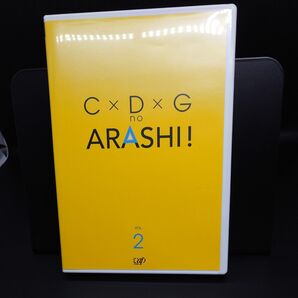 C×D×G
no
ARASHI!
VOL.
2
vap